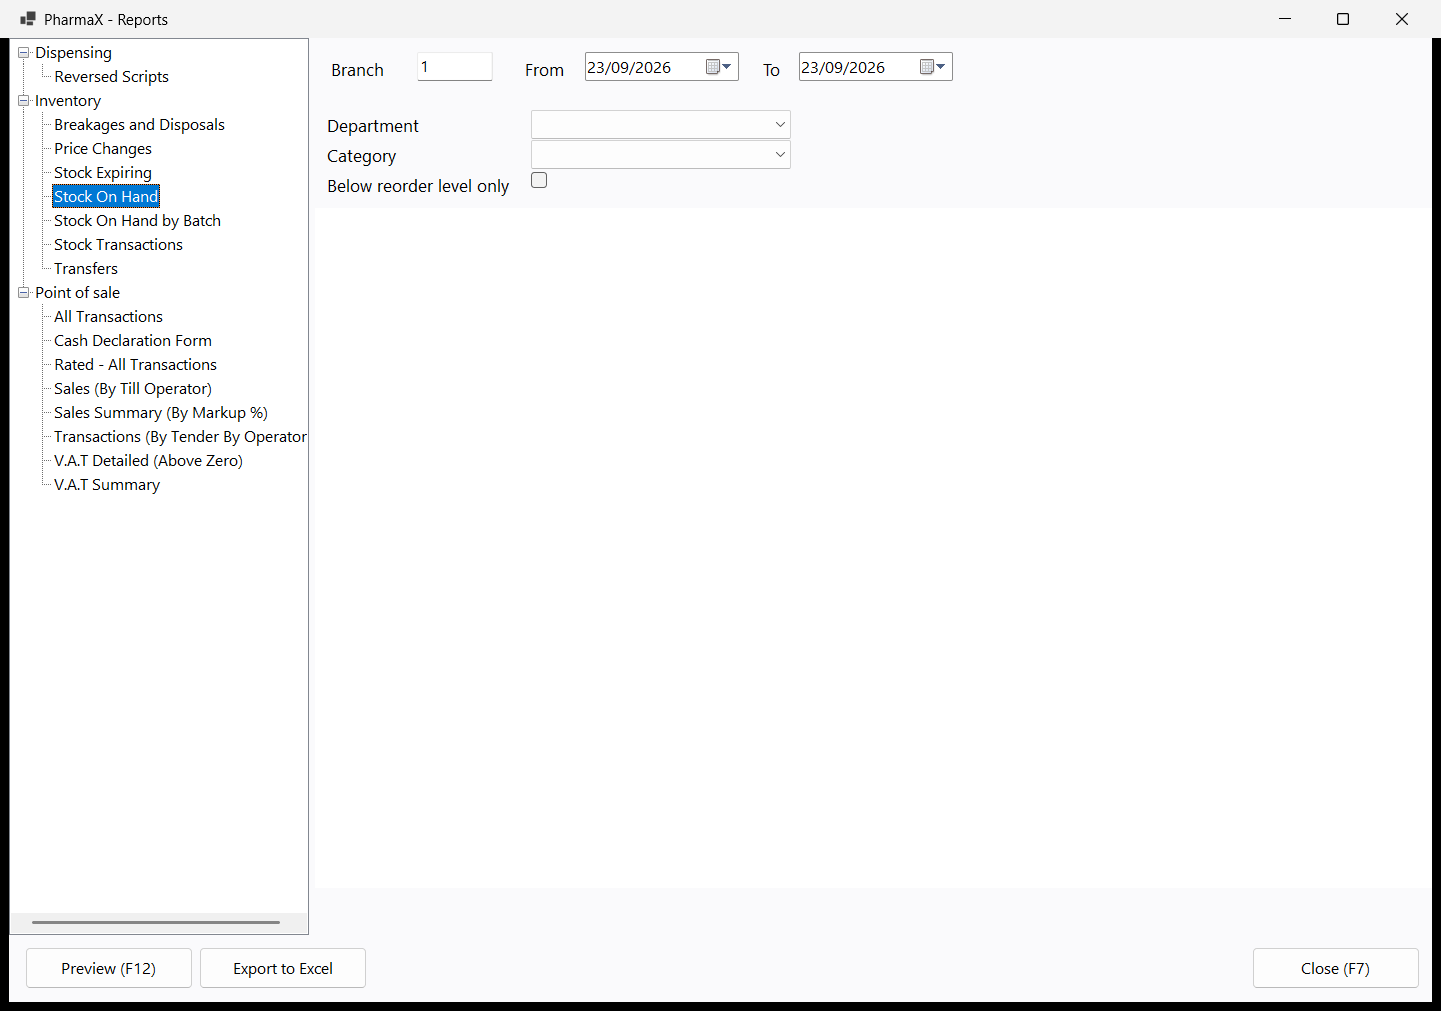 PharmaX - Reports
Dispensing
Reversed Scripts
Inventory
Breakages and Disposals
Price Changes
Stock Expiring
Stock On Hand
Stock On Hand by Batch
Stock Transactions
Transfers
Point of sale
All Transactions
Cash Declaration Form
Rated - All Transactions
Sales (By Till Operator)
Sales Summary (By Markup %)
Transactions (By Tender By Operator
V.A.T Detailed (Above Zero)
V.A.T Summary
Branch 1 From 23/09/2026 To 23/09/2026
Department
Category
Below reorder level only
Preview (F12) Export to Excel Close (F7)